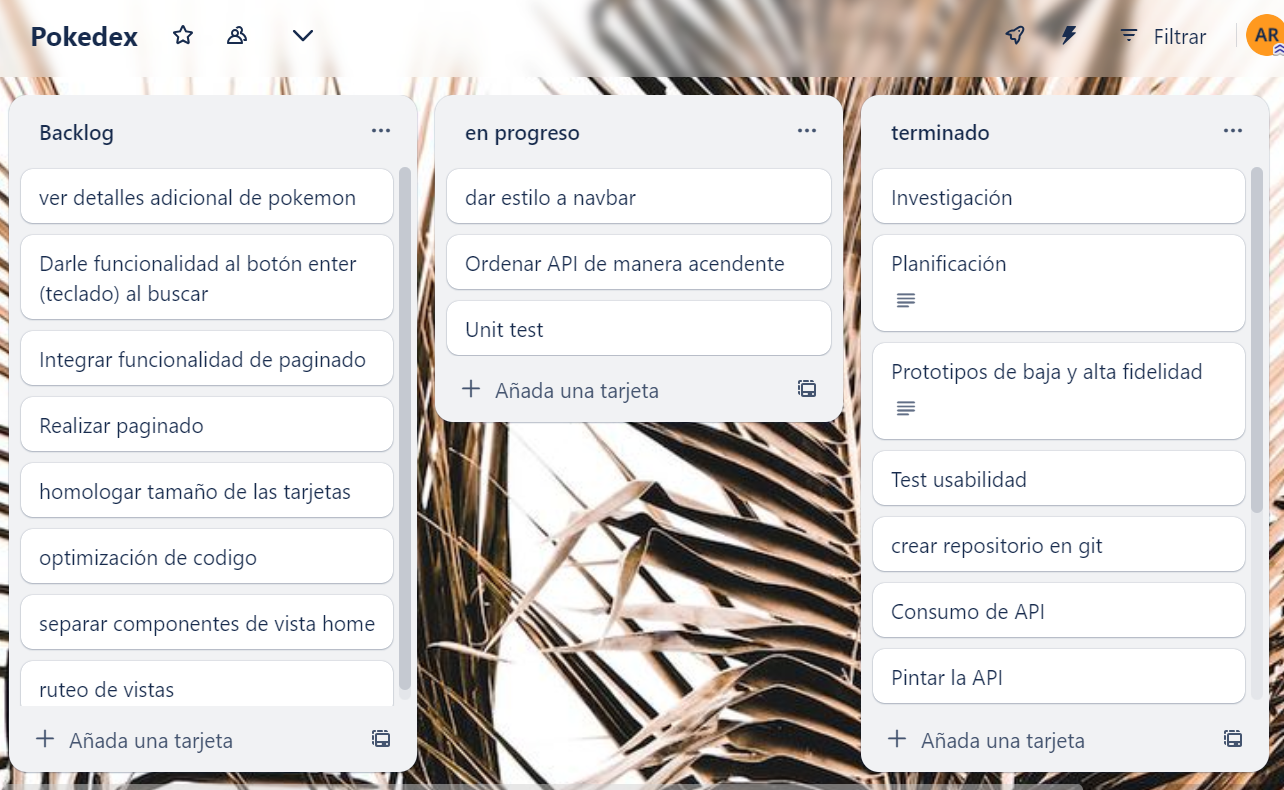 Pokedex
Filtrar
AR
Backlog
ver detalles adicional de pokemon
Darle funcionalidad al botón enter
(teclado) al buscar
Integrar funcionalidad de paginado
Realizar paginado
homologar tamaño de las tarjetas
optimización de codigo
separar componentes de vista home
ruteo de vistas
Añada una tarjeta
en progreso
dar estilo a navbar
Ordenar API de manera acendente
Unit test
Añada una tarjeta
terminado
Investigación
Planificación
Prototipos de baja y alta fidelidad
Test usabilidad
crear repositorio en git
Consumo de API
Pintar la API
Añada una tarjeta